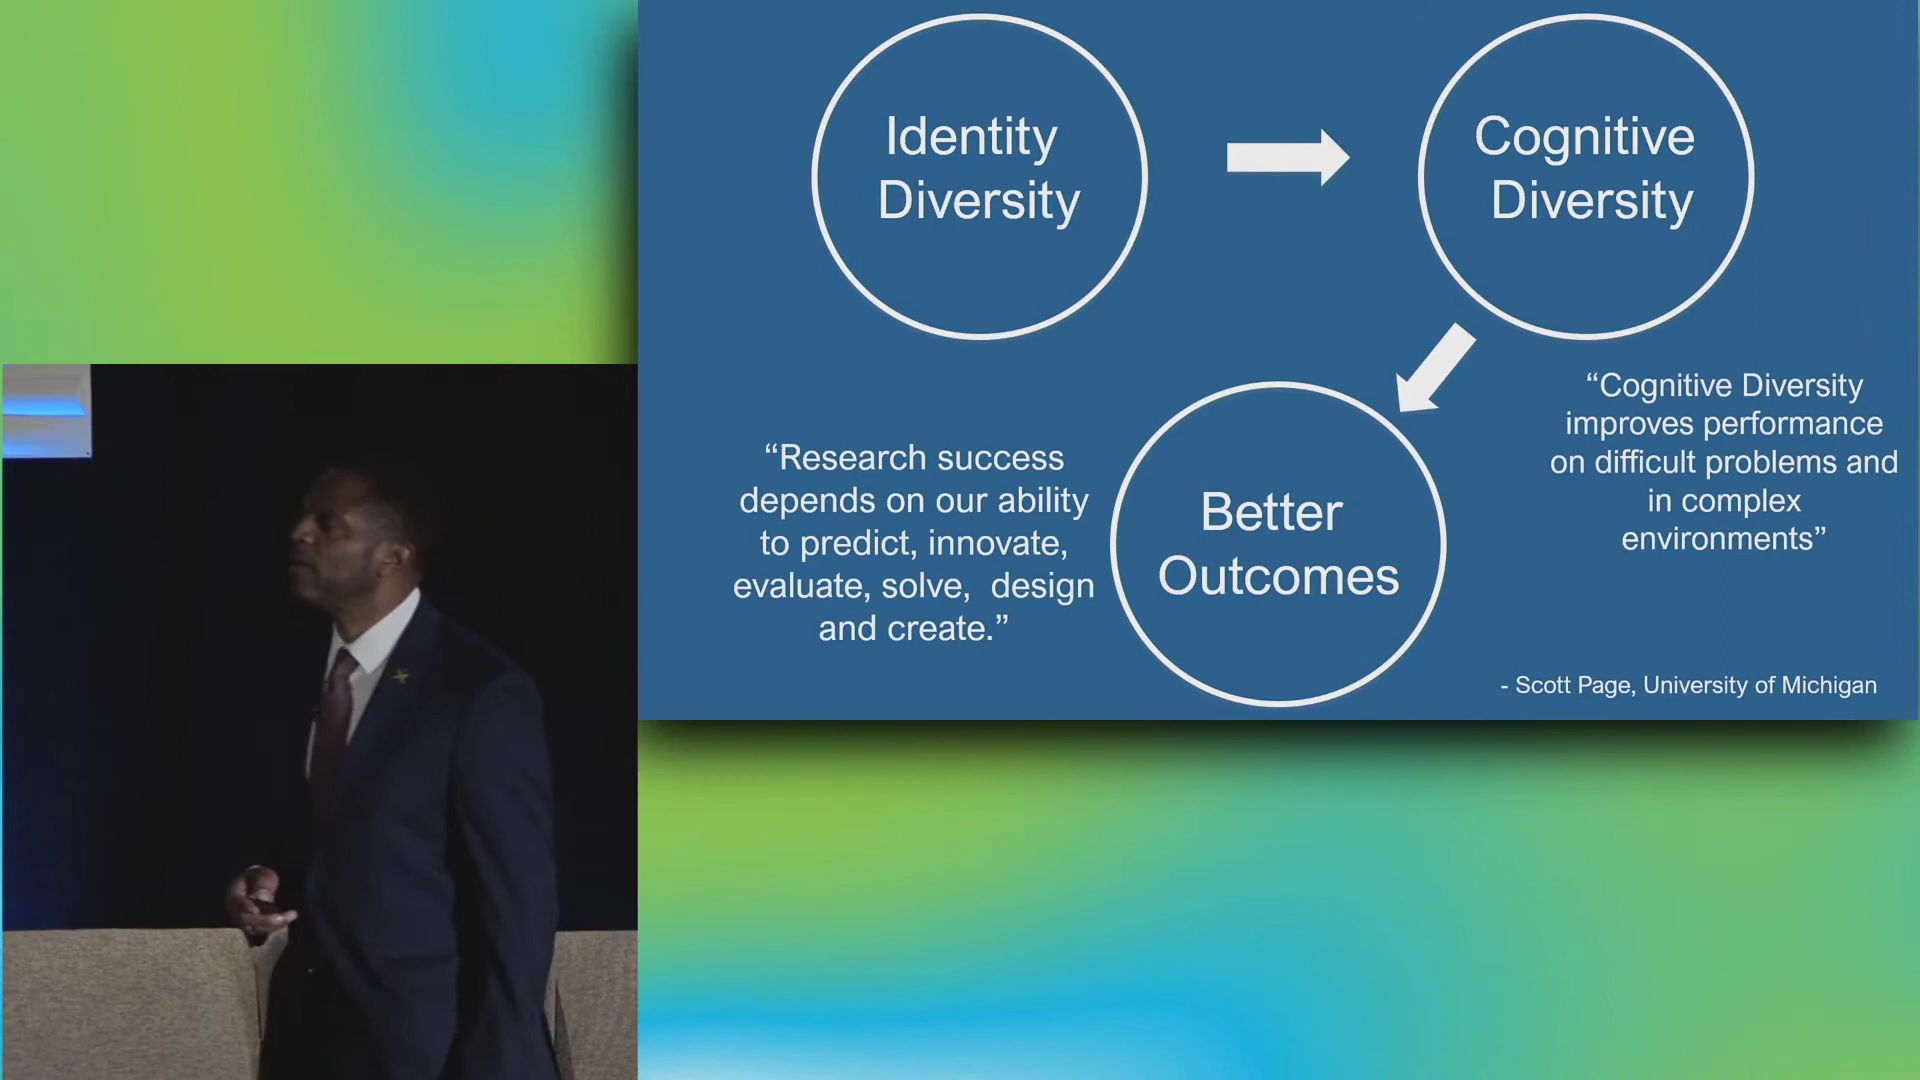 Identity
Diversity
Cognitive
Diversity
“Research success
depends on our ability
to predict, innovate,
evaluate, solve,  design
and create.”
Better
Outcomes
“Cognitive Diversity
improves performance
on difficult problems and
in complex
environments”
- Scott Page, University of Michigan